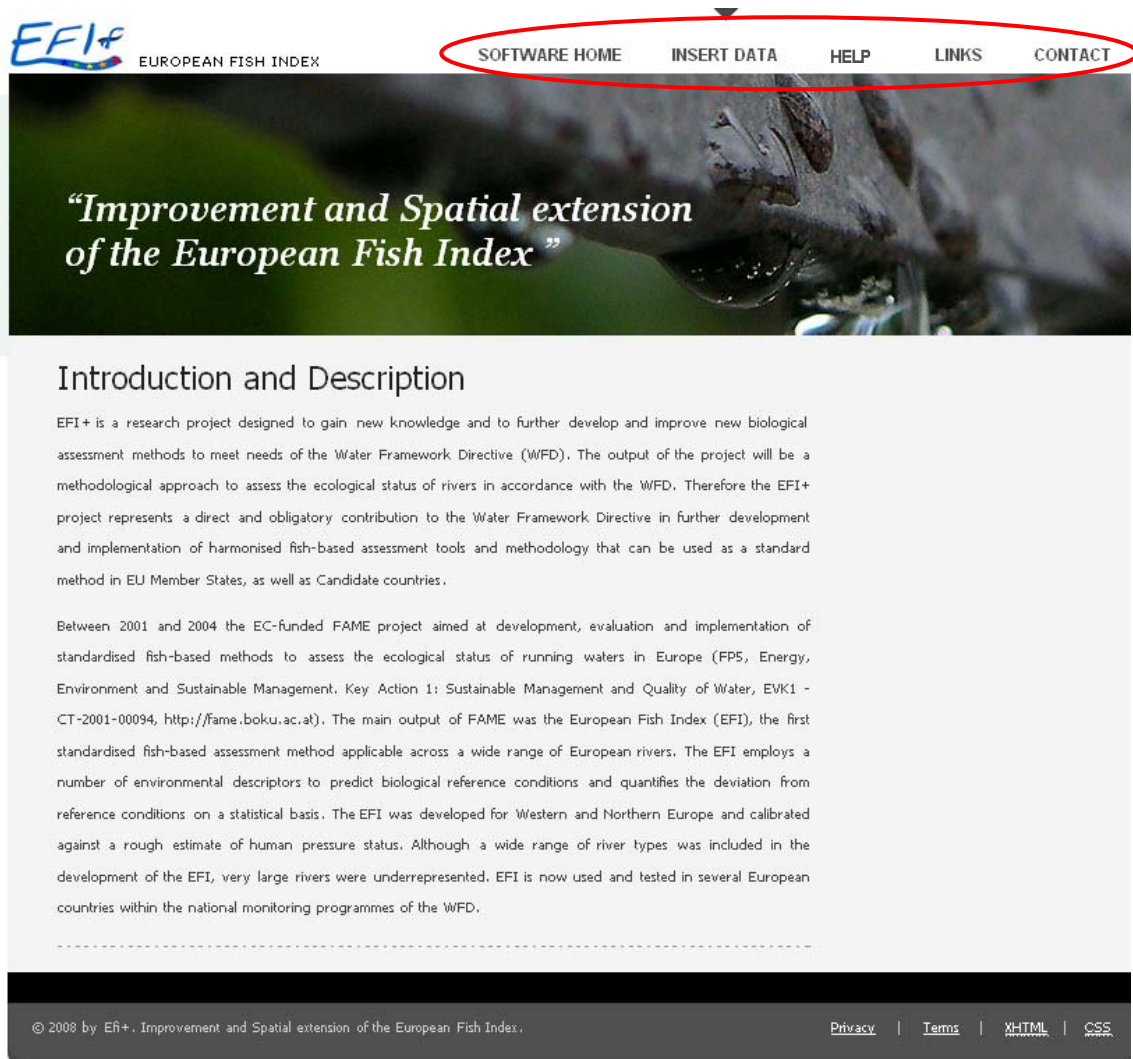 EFI+ EUROPEAN FISH INDEX
SOFTWARE HOME INSERT DATA HELP LINKS CONTACT
“Improvement and Spatial extension
of the European Fish Index ”
Introduction and Description
EFI+ is a research project designed to gain new knowledge and to further develop and improve new biological
assessment methods to meet needs of the Water Framework Directive (WFD). The output of the project will be a
methodological approach to assess the ecological status of rivers in accordance with the WFD. Therefore the EFI+
project represents a direct and obligatory contribution to the Water Framework Directive in further development
and implementation of harmonised fish-based assessment tools and methodology that can be used as a standard
method in EU Member States, as well as Candidate countries.
Between 2001 and 2004 the EC-funded FAME project aimed at development, evaluation and implementation of
standardised fish-based methods to assess the ecological status of running waters in Europe (FP5, Energy,
Environment and Sustainable Management. Key Action 1: Sustainable Management and Quality of Water, EVK1 -
CT-2001-00094, http://fame.boku.ac.at). The main output of FAME was the European Fish Index (EFI), the first
standardised fish-based assessment method applicable across a wide range of European rivers. The EFI employs a
number of environmental descriptors to predict biological reference conditions and quantifies the deviation from
reference conditions on a statistical basis. The EFI was developed for Western and Northern Europe and calibrated
against a rough estimate of human pressure status. Although a wide range of river types was included in the
development of the EFI, very large rivers were underrepresented. EFI is now used and tested in several European
countries within the national monitoring programmes of the WFD.
© 2008 by Efi+. Improvement and Spatial extension of the European Fish Index. Privacy | Terms | XHTML | CSS